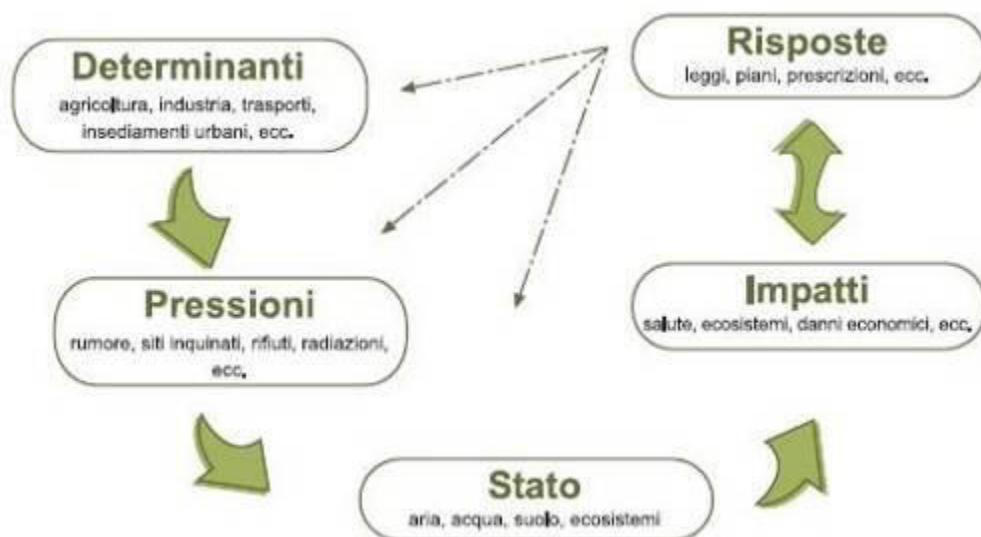 Determinanti
agricoltura, industria, trasporti,
insediamenti urbani, ecc.
Risposte
leggi, piani, prescrizioni, ecc.
Pressioni
rumore, siti inquinati, rifiuti, radiazioni,
ecc.
Impatti
salute, ecosistemi, danni economici, ecc.
Stato
aria, acqua, suolo, ecosistemi